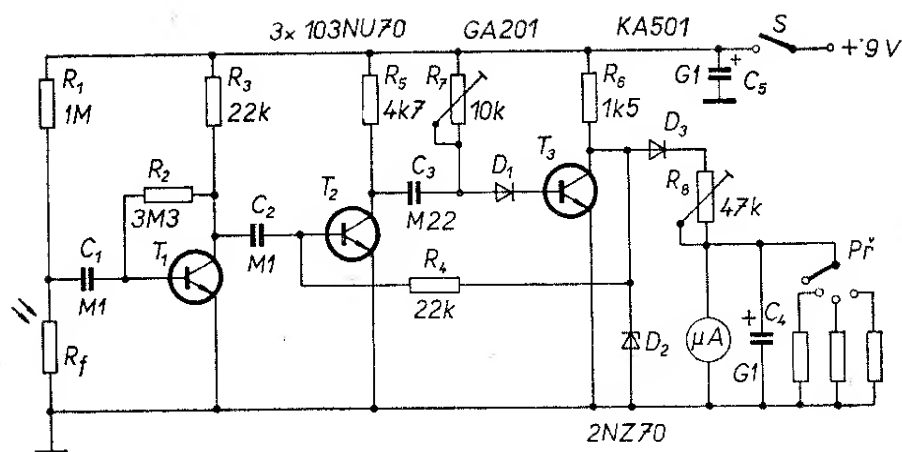 3x 103NU70 GA201 KA501 S +9V
R1 1M
R3 22k
R5 4k7
R7 10k
R6 1k5
G1 + C5
R2 3M3
C1 M1
T1
C2 M1
T2
C3 M22
D1
T3
D3
R8 47k
R4 22k
Rf
D2
μA
+ C4 G1
Př
2NZ70